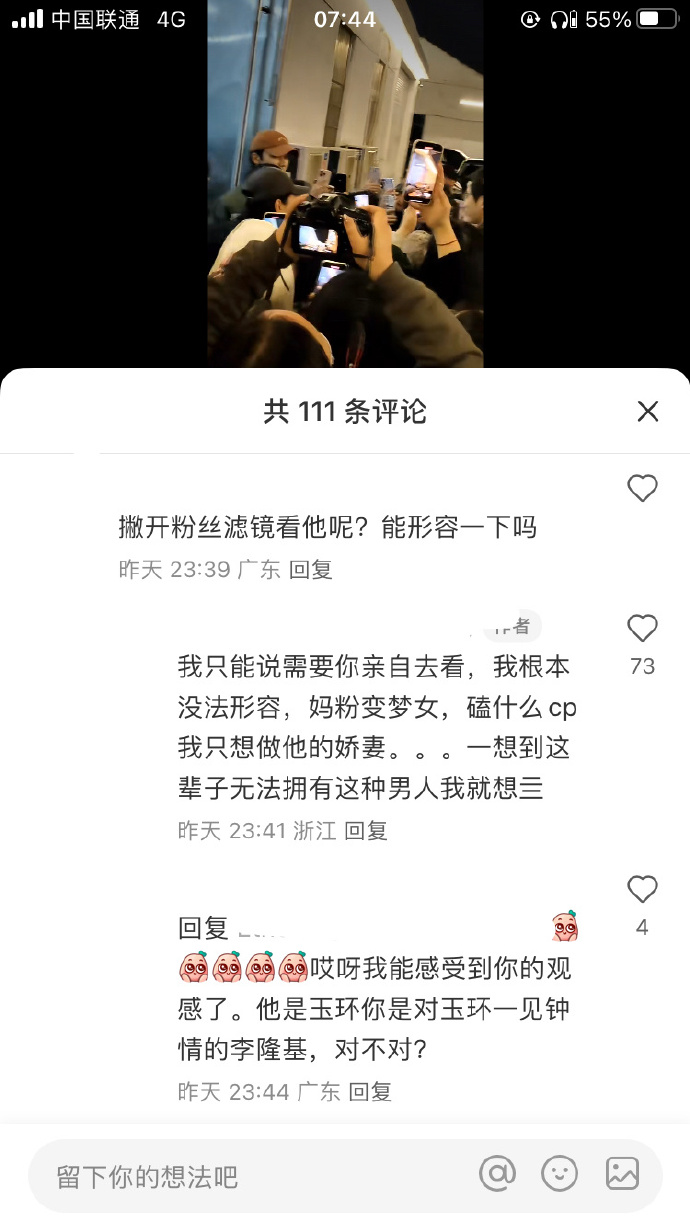 中国联通 4G 07:44 55%
共 111 条评论
撇开粉丝滤镜看他呢？能形容一下吗
昨天 23:39 广东 回复
作者
我只能说需要你亲自去看，我根本
73
没法形容，妈粉变梦女，磕什么cp
我只想做他的娇妻。。。一想到这
辈子无法拥有这种男人我就想亖
昨天 23:41 浙江 回复
回复
4
哎呀我能感受到你的观
感了。他是玉环你是对玉环一见钟
情的李隆基，对不对？
昨天 23:44 广东 回复
留下你的想法吧